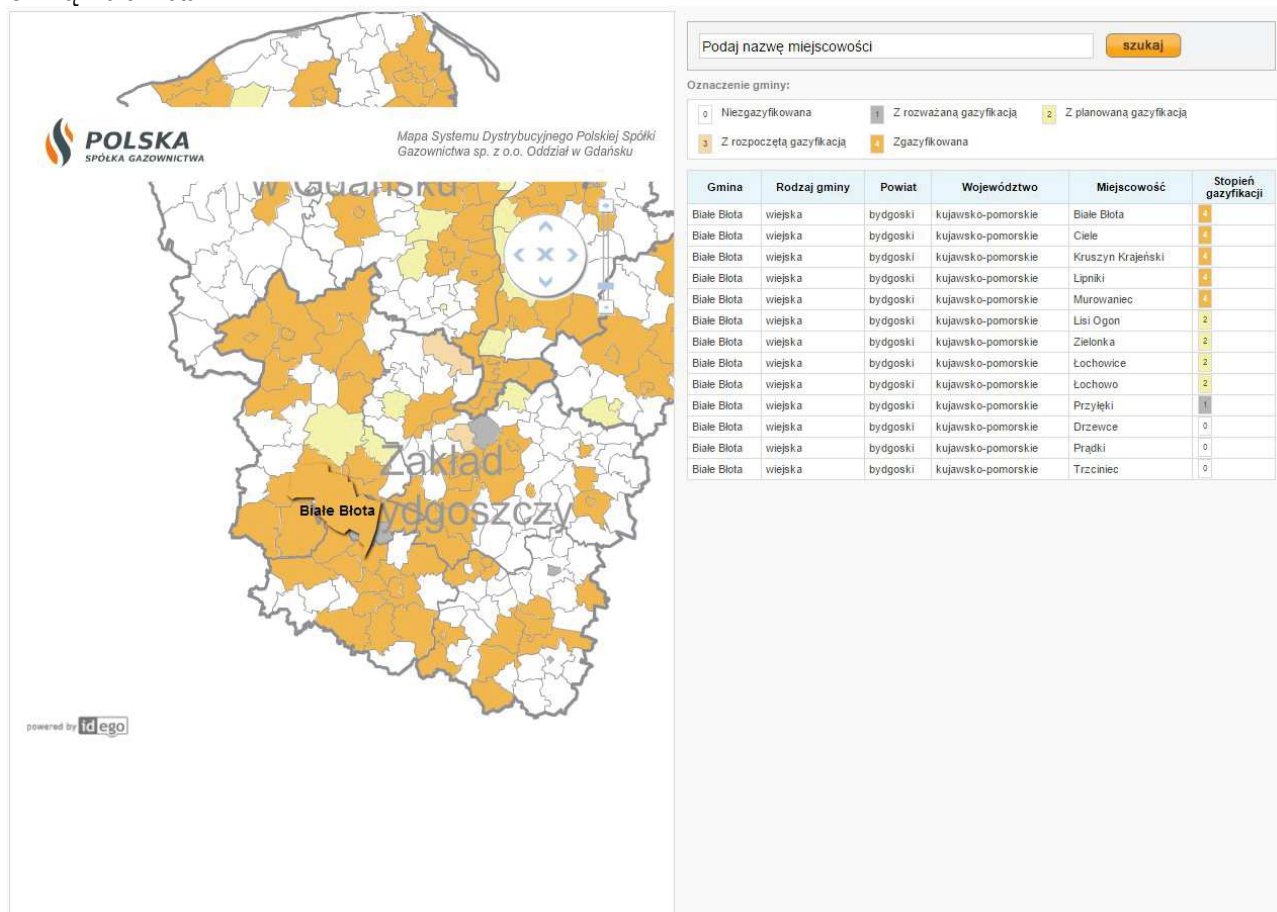 POLSKA
SPÓŁKA GAZOWNICTWA
Mapa Systemu Dystrybucyjnego Polskiej Spółki
Gazownictwa sp. z o.o. Oddział w Gdańsku
w Gdańsku
Zakład
w Bydgoszczy
Białe Błota
powered by idego
Podaj nazwę miejscowości szukaj
Oznaczenie gminy:
0 Niezgazyfikowana 1 Z rozważaną gazyfikacją 2 Z planowaną gazyfikacją
3 Z rozpoczętą gazyfikacją 4 Zgazyfikowana
Gmina Rodzaj gminy Powiat Województwo Miejscowość Stopień gazyfikacji
Białe Błota wiejska bydgoski kujawsko-pomorskie Białe Błota 4
Białe Błota wiejska bydgoski kujawsko-pomorskie Ciele 4
Białe Błota wiejska bydgoski kujawsko-pomorskie Kruszyn Krajeński 4
Białe Błota wiejska bydgoski kujawsko-pomorskie Lipniki 4
Białe Błota wiejska bydgoski kujawsko-pomorskie Murowaniec 4
Białe Błota wiejska bydgoski kujawsko-pomorskie Lisi Ogon 2
Białe Błota wiejska bydgoski kujawsko-pomorskie Zielonka 2
Białe Błota wiejska bydgoski kujawsko-pomorskie Łochowice 2
Białe Błota wiejska bydgoski kujawsko-pomorskie Łochowo 2
Białe Błota wiejska bydgoski kujawsko-pomorskie Przyłęki 1
Białe Błota wiejska bydgoski kujawsko-pomorskie Drzewce 0
Białe Błota wiejska bydgoski kujawsko-pomorskie Prądki 0
Białe Błota wiejska bydgoski kujawsko-pomorskie Trzciniec 0